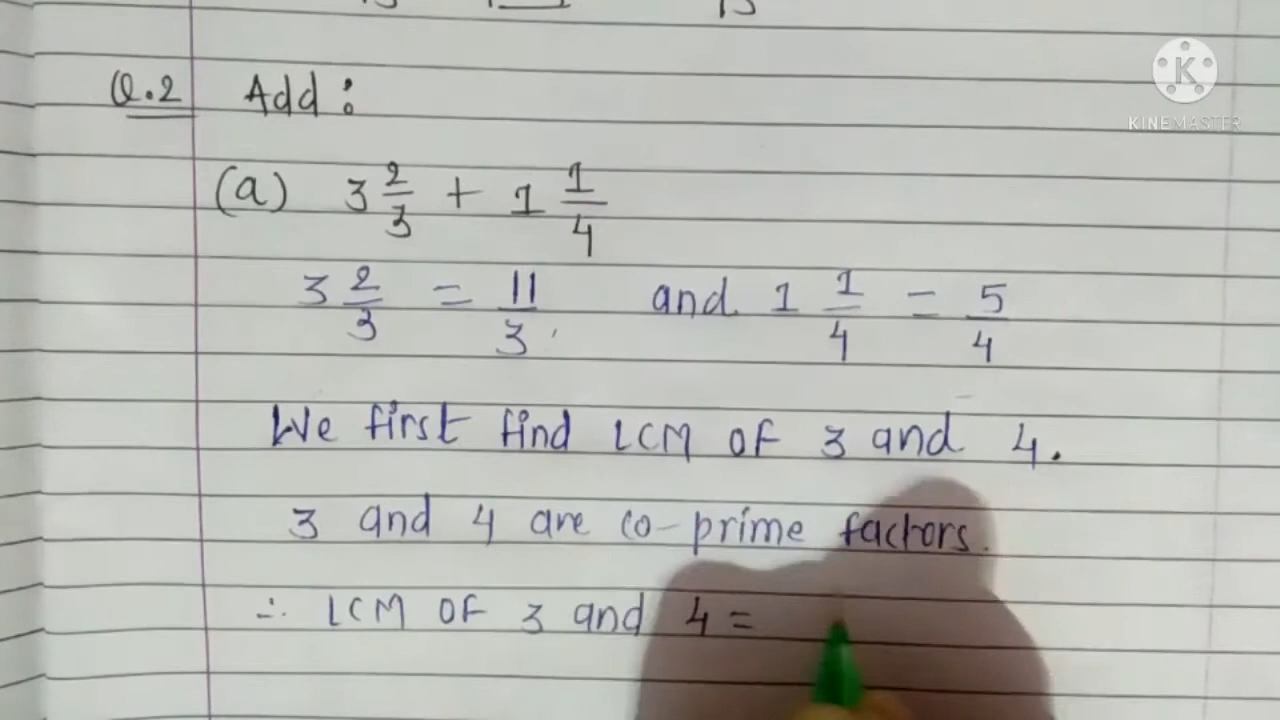 Q.2 Add:
KINEMASTER
(a) 3 2/3 + 1 1/4
3 2/3 = 11/3 and 1 1/4 = 5/4
We first find LCM OF 3 and 4.
3 and 4 are co-prime factors.
∴ LCM OF 3 and 4 =